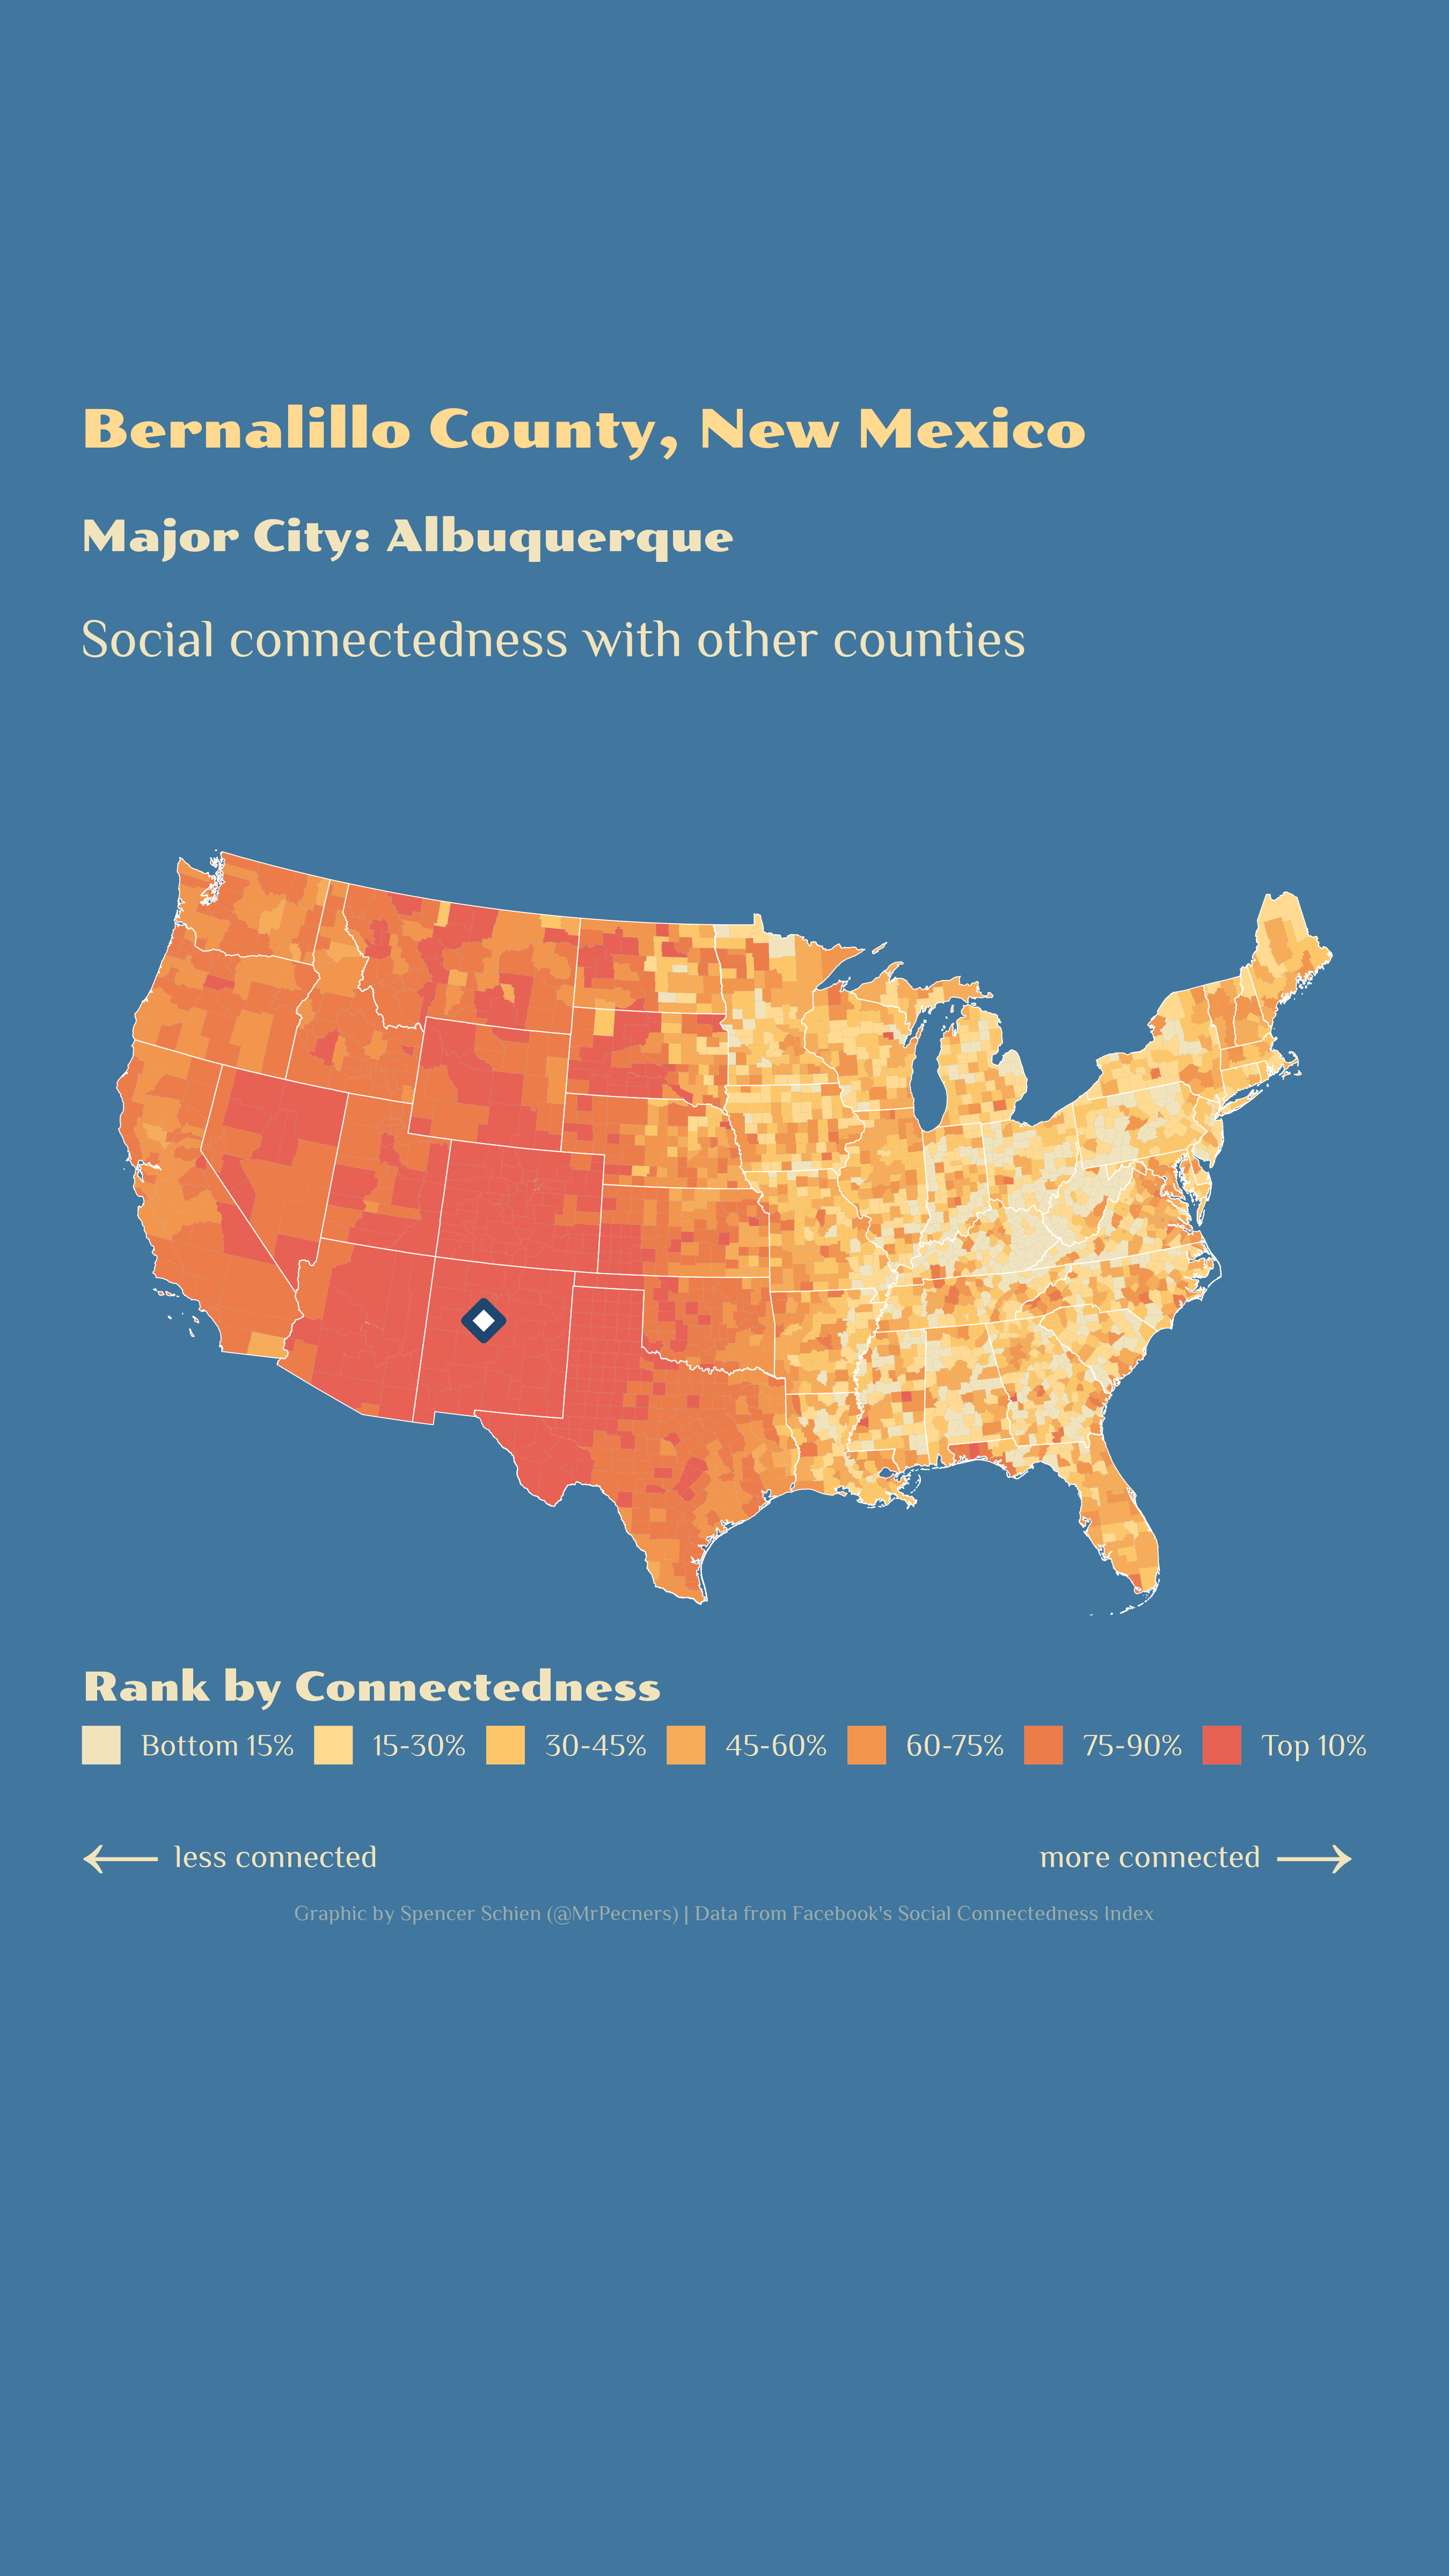 Bernalillo County, New Mexico
Major City: Albuquerque
Social connectedness with other counties
Rank by Connectedness
Bottom 15% 15-30% 30-45% 45-60% 60-75% 75-90% Top 10%
less connected more connected
Graphic by Spencer Schien (@MrPecners) | Data from Facebook's Social Connectedness Index